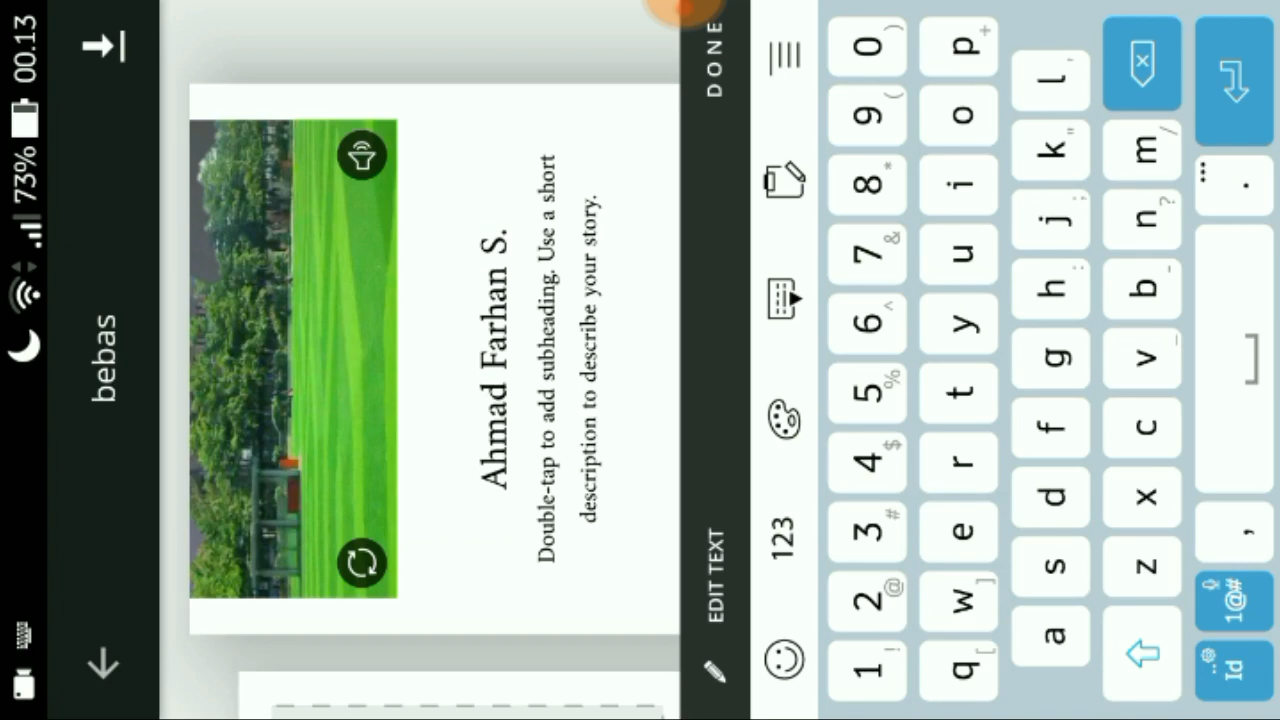 00.13
73%
bebas
Ahmad Farhan S.
Double-tap to add subheading. Use a short
description to describe your story.
EDIT TEXT
DONE
123
1 ! 2 @ 3 # 4 $ 5 % 6 ^ 7 & 8 * 9 ( 0 )
q [ w ] e r t y u i o p +
a s d f g h : j ; k " l '
z x c v _ b - n ? m /
Id 1@# , .